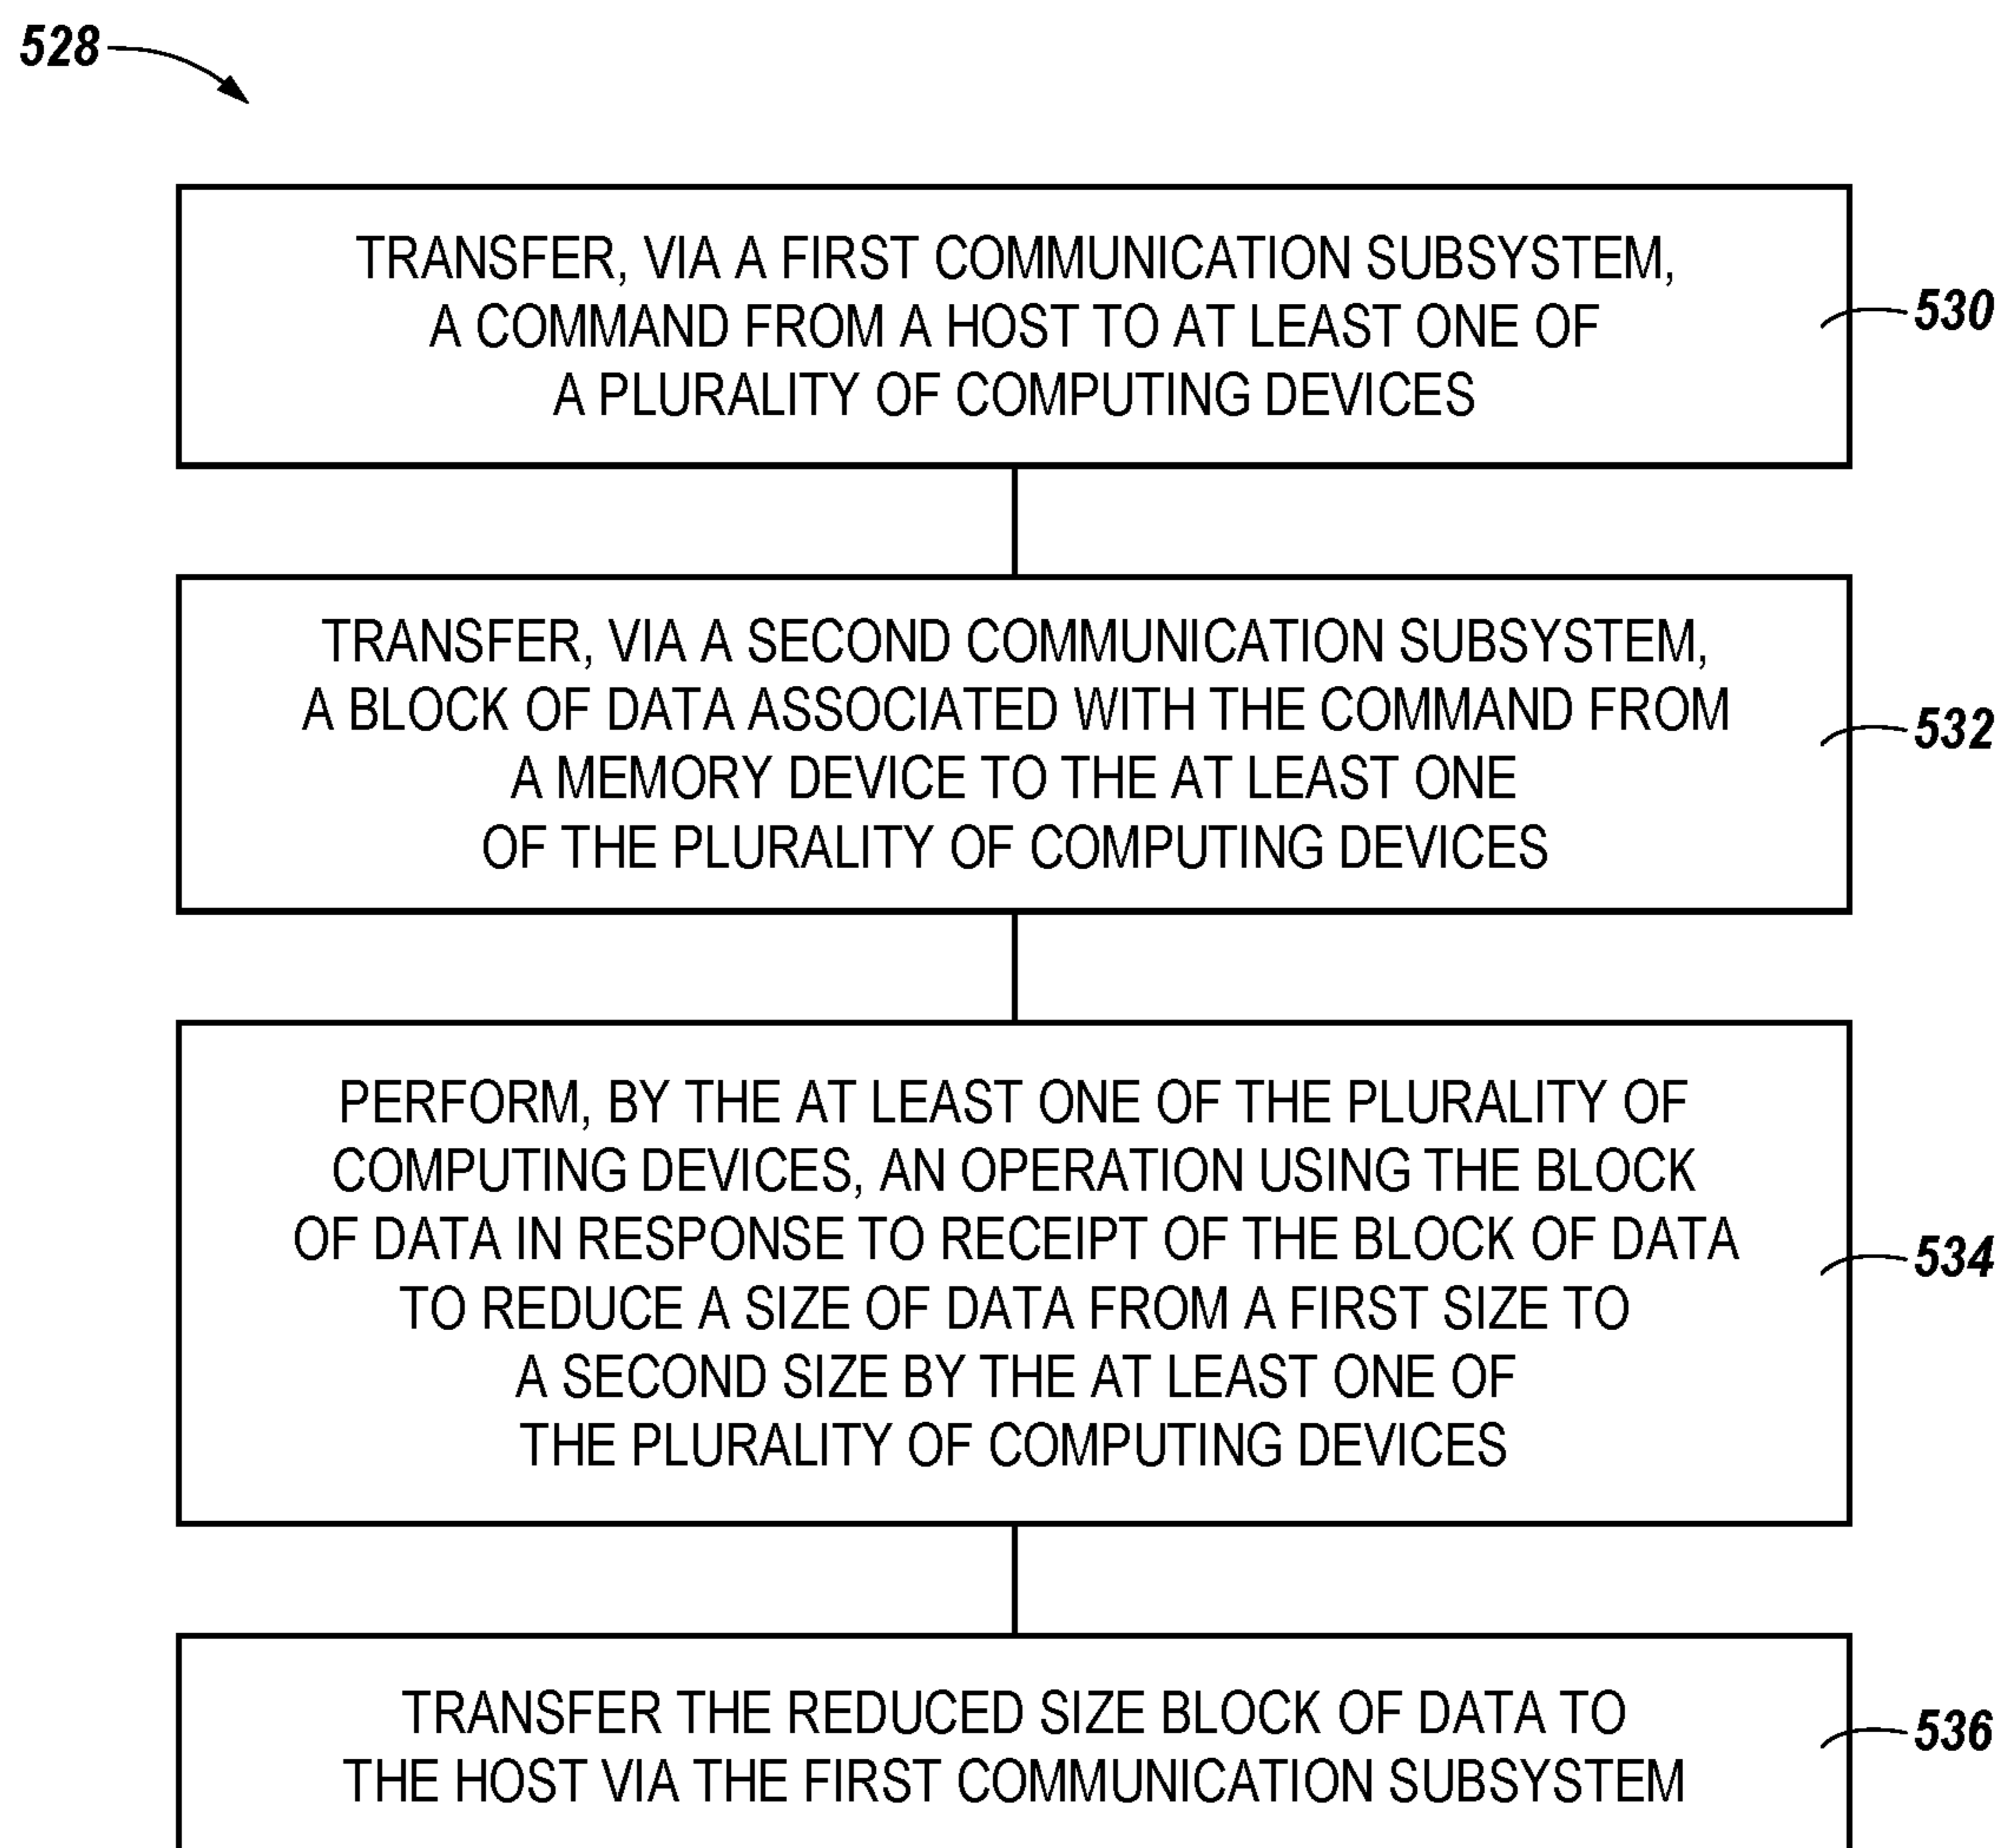 528
TRANSFER, VIA A FIRST COMMUNICATION SUBSYSTEM,
A COMMAND FROM A HOST TO AT LEAST ONE OF
A PLURALITY OF COMPUTING DEVICES
530
TRANSFER, VIA A SECOND COMMUNICATION SUBSYSTEM,
A BLOCK OF DATA ASSOCIATED WITH THE COMMAND FROM
A MEMORY DEVICE TO THE AT LEAST ONE
OF THE PLURALITY OF COMPUTING DEVICES
532
PERFORM, BY THE AT LEAST ONE OF THE PLURALITY OF
COMPUTING DEVICES, AN OPERATION USING THE BLOCK
OF DATA IN RESPONSE TO RECEIPT OF THE BLOCK OF DATA
TO REDUCE A SIZE OF DATA FROM A FIRST SIZE TO
A SECOND SIZE BY THE AT LEAST ONE OF
THE PLURALITY OF COMPUTING DEVICES
534
TRANSFER THE REDUCED SIZE BLOCK OF DATA TO
THE HOST VIA THE FIRST COMMUNICATION SUBSYSTEM
536